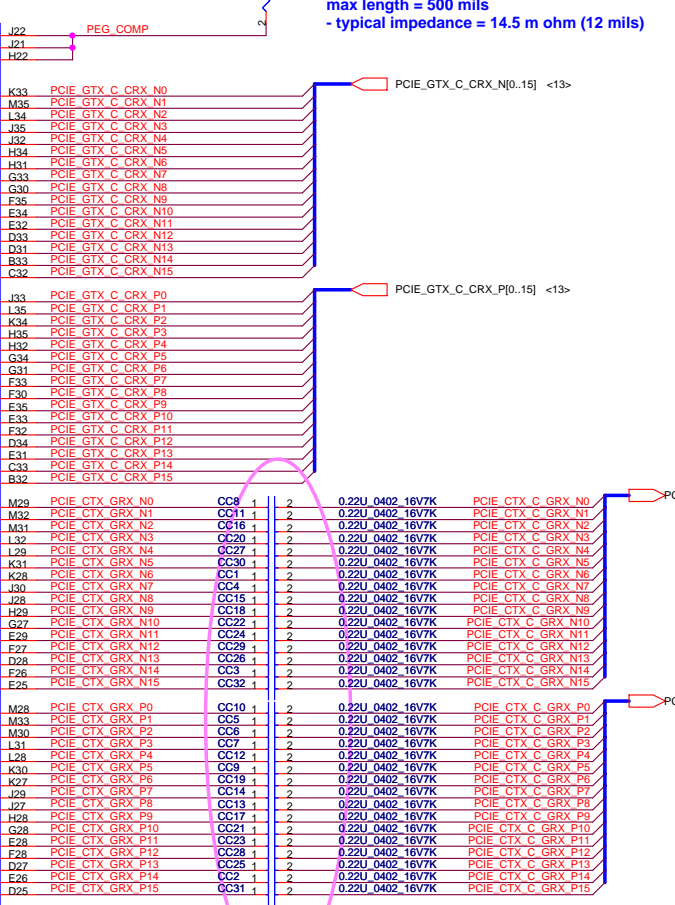 max length = 500 mils
- typical impedance = 14.5 m ohm (12 mils)
2
J22 PEG_COMP
J21
H22
PCIE_GTX_C_CRX_N[0..15] <13>
K33 PCIE_GTX_C_CRX_N0
M35 PCIE_GTX_C_CRX_N1
L34 PCIE_GTX_C_CRX_N2
J35 PCIE_GTX_C_CRX_N3
J32 PCIE_GTX_C_CRX_N4
H34 PCIE_GTX_C_CRX_N5
H31 PCIE_GTX_C_CRX_N6
G33 PCIE_GTX_C_CRX_N7
G30 PCIE_GTX_C_CRX_N8
F35 PCIE_GTX_C_CRX_N9
E34 PCIE_GTX_C_CRX_N10
E32 PCIE_GTX_C_CRX_N11
D33 PCIE_GTX_C_CRX_N12
D31 PCIE_GTX_C_CRX_N13
B33 PCIE_GTX_C_CRX_N14
C32 PCIE_GTX_C_CRX_N15
PCIE_GTX_C_CRX_P[0..15] <13>
J33 PCIE_GTX_C_CRX_P0
L35 PCIE_GTX_C_CRX_P1
K34 PCIE_GTX_C_CRX_P2
H35 PCIE_GTX_C_CRX_P3
H32 PCIE_GTX_C_CRX_P4
G34 PCIE_GTX_C_CRX_P5
G31 PCIE_GTX_C_CRX_P6
F33 PCIE_GTX_C_CRX_P7
F30 PCIE_GTX_C_CRX_P8
E35 PCIE_GTX_C_CRX_P9
E33 PCIE_GTX_C_CRX_P10
F32 PCIE_GTX_C_CRX_P11
D34 PCIE_GTX_C_CRX_P12
E31 PCIE_GTX_C_CRX_P13
C33 PCIE_GTX_C_CRX_P14
B32 PCIE_GTX_C_CRX_P15
M29 PCIE_CTX_GRX_N0 CC8 1 2 0.22U_0402_16V7K PCIE_CTX_C_GRX_N0
M32 PCIE_CTX_GRX_N1 CC11 1 2 0.22U_0402_16V7K PCIE_CTX_C_GRX_N1
M31 PCIE_CTX_GRX_N2 CC16 1 2 0.22U_0402_16V7K PCIE_CTX_C_GRX_N2
L32 PCIE_CTX_GRX_N3 CC20 1 2 0.22U_0402_16V7K PCIE_CTX_C_GRX_N3
L29 PCIE_CTX_GRX_N4 CC27 1 2 0.22U_0402_16V7K PCIE_CTX_C_GRX_N4
K31 PCIE_CTX_GRX_N5 CC30 1 2 0.22U_0402_16V7K PCIE_CTX_C_GRX_N5
K28 PCIE_CTX_GRX_N6 CC1 1 2 0.22U_0402_16V7K PCIE_CTX_C_GRX_N6
J30 PCIE_CTX_GRX_N7 CC4 1 2 0.22U_0402_16V7K PCIE_CTX_C_GRX_N7
J28 PCIE_CTX_GRX_N8 CC15 1 2 0.22U_0402_16V7K PCIE_CTX_C_GRX_N8
H29 PCIE_CTX_GRX_N9 CC18 1 2 0.22U_0402_16V7K PCIE_CTX_C_GRX_N9
G27 PCIE_CTX_GRX_N10 CC22 1 2 0.22U_0402_16V7K PCIE_CTX_C_GRX_N10
E29 PCIE_CTX_GRX_N11 CC24 1 2 0.22U_0402_16V7K PCIE_CTX_C_GRX_N11
F27 PCIE_CTX_GRX_N12 CC29 1 2 0.22U_0402_16V7K PCIE_CTX_C_GRX_N12
D28 PCIE_CTX_GRX_N13 CC26 1 2 0.22U_0402_16V7K PCIE_CTX_C_GRX_N13
F26 PCIE_CTX_GRX_N14 CC3 1 2 0.22U_0402_16V7K PCIE_CTX_C_GRX_N14
E25 PCIE_CTX_GRX_N15 CC32 1 2 0.22U_0402_16V7K PCIE_CTX_C_GRX_N15
M28 PCIE_CTX_GRX_P0 CC10 1 2 0.22U_0402_16V7K PCIE_CTX_C_GRX_P0
M33 PCIE_CTX_GRX_P1 CC5 1 2 0.22U_0402_16V7K PCIE_CTX_C_GRX_P1
M30 PCIE_CTX_GRX_P2 CC6 1 2 0.22U_0402_16V7K PCIE_CTX_C_GRX_P2
L31 PCIE_CTX_GRX_P3 CC7 1 2 0.22U_0402_16V7K PCIE_CTX_C_GRX_P3
L28 PCIE_CTX_GRX_P4 CC12 1 2 0.22U_0402_16V7K PCIE_CTX_C_GRX_P4
K30 PCIE_CTX_GRX_P5 CC9 1 2 0.22U_0402_16V7K PCIE_CTX_C_GRX_P5
K27 PCIE_CTX_GRX_P6 CC19 1 2 0.22U_0402_16V7K PCIE_CTX_C_GRX_P6
J29 PCIE_CTX_GRX_P7 CC14 1 2 0.22U_0402_16V7K PCIE_CTX_C_GRX_P7
J27 PCIE_CTX_GRX_P8 CC13 1 2 0.22U_0402_16V7K PCIE_CTX_C_GRX_P8
H28 PCIE_CTX_GRX_P9 CC17 1 2 0.22U_0402_16V7K PCIE_CTX_C_GRX_P9
G28 PCIE_CTX_GRX_P10 CC21 1 2 0.22U_0402_16V7K PCIE_CTX_C_GRX_P10
E28 PCIE_CTX_GRX_P11 CC23 1 2 0.22U_0402_16V7K PCIE_CTX_C_GRX_P11
F28 PCIE_CTX_GRX_P12 CC28 1 2 0.22U_0402_16V7K PCIE_CTX_C_GRX_P12
D27 PCIE_CTX_GRX_P13 CC25 1 2 0.22U_0402_16V7K PCIE_CTX_C_GRX_P13
E26 PCIE_CTX_GRX_P14 CC2 1 2 0.22U_0402_16V7K PCIE_CTX_C_GRX_P14
D25 PCIE_CTX_GRX_P15 CC31 1 2 0.22U_0402_16V7K PCIE_CTX_C_GRX_P15